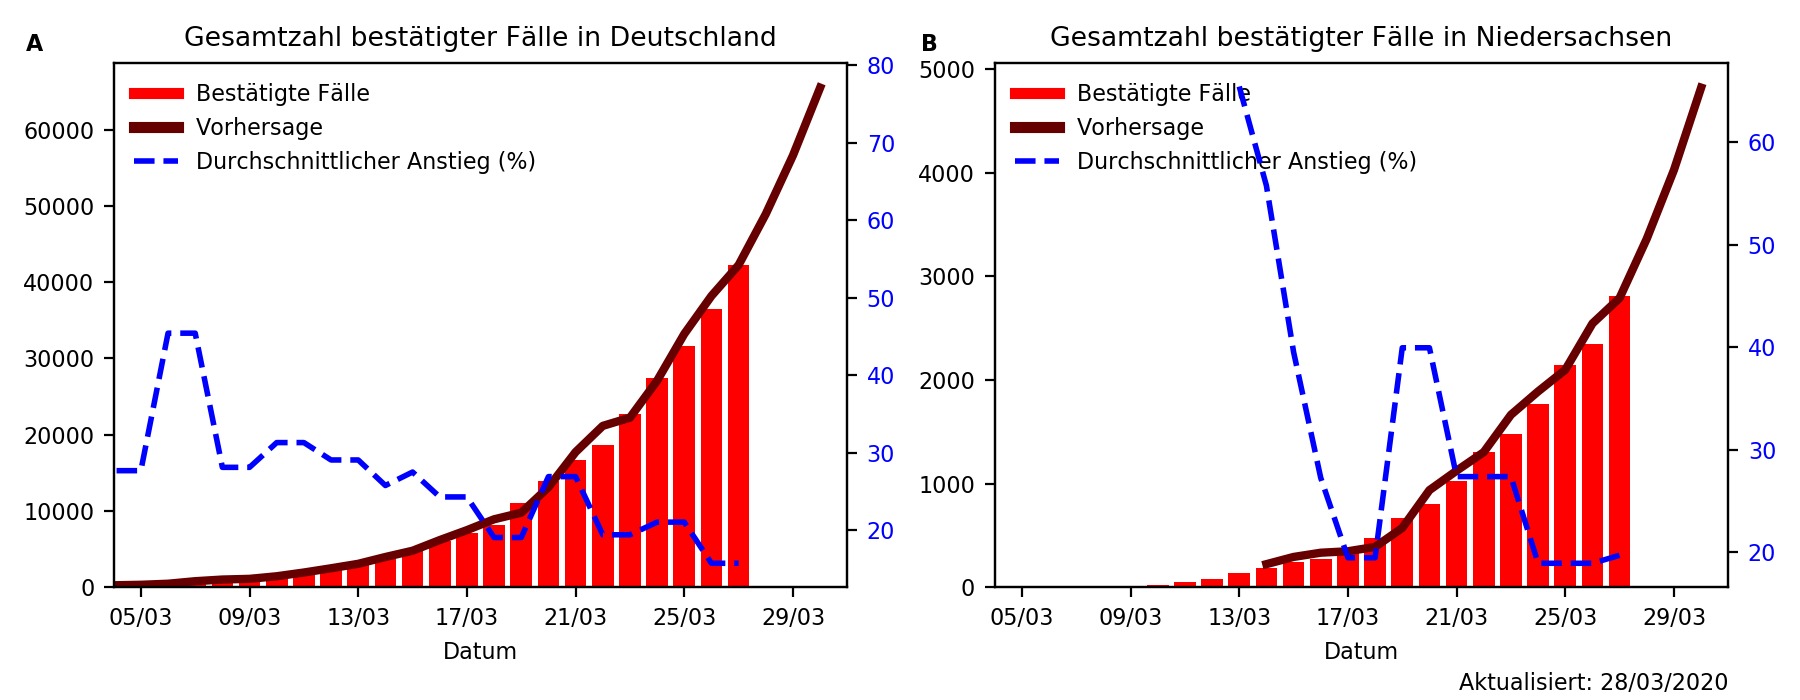 A
Gesamtzahl bestätigter Fälle in Deutschland
Bestätigte Fälle
Vorhersage
Durchschnittlicher Anstieg (%)
60000
50000
40000
30000
20000
10000
0
80
70
60
50
40
30
20
05/03 09/03 13/03 17/03 21/03 25/03 29/03
Datum
B
Gesamtzahl bestätigter Fälle in Niedersachsen
Bestätigte Fälle
Vorhersage
Durchschnittlicher Anstieg (%)
5000
4000
3000
2000
1000
0
60
50
40
30
20
05/03 09/03 13/03 17/03 21/03 25/03 29/03
Datum
Aktualisiert: 28/03/2020